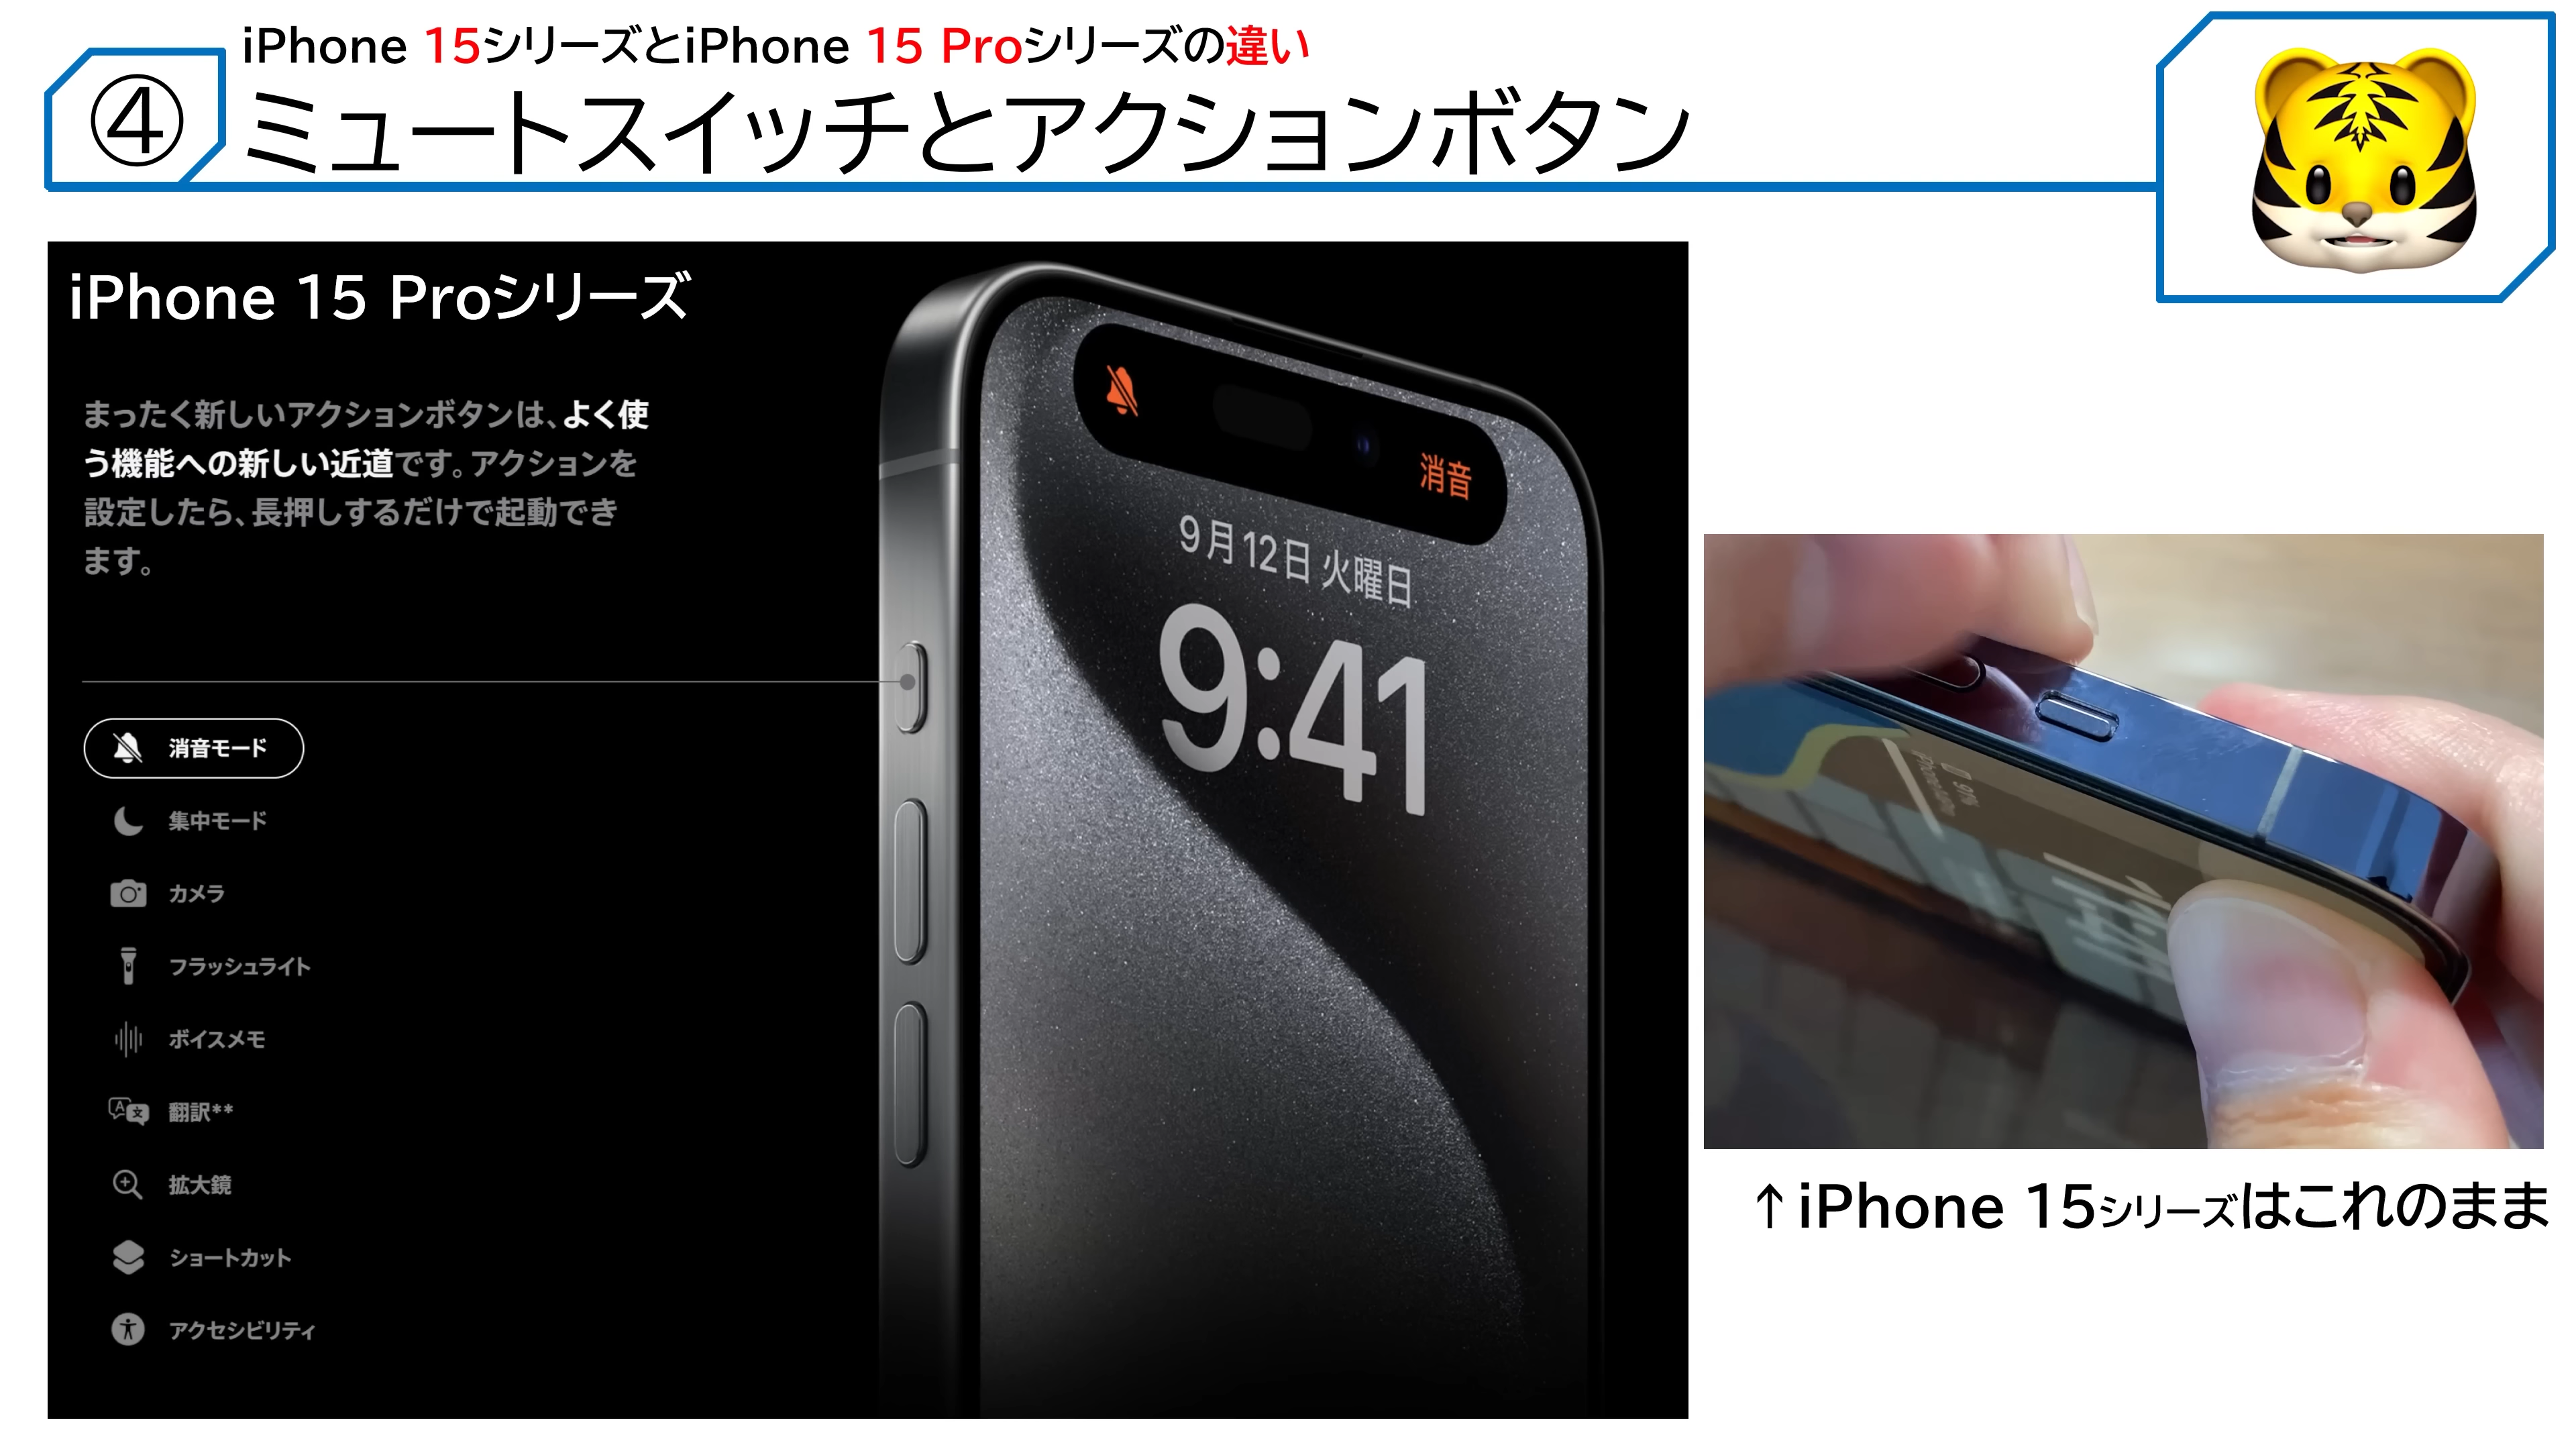 iPhone 15シリーズとiPhone 15 Proシリーズの違い
④
ミュートスイッチとアクションボタン
iPhone 15 Proシリーズ
まったく新しいアクションボタンは、よく使
う機能への新しい近道です。アクションを
設定したら、長押しするだけで起動でき
ます。
消音
9月12日 火曜日
9:41
消音モード
集中モード
カメラ
フラッシュライト
ボイスメモ
翻訳**
拡大鏡
ショートカット
アクセシビリティ
↑iPhone 15シリーズはこれのまま